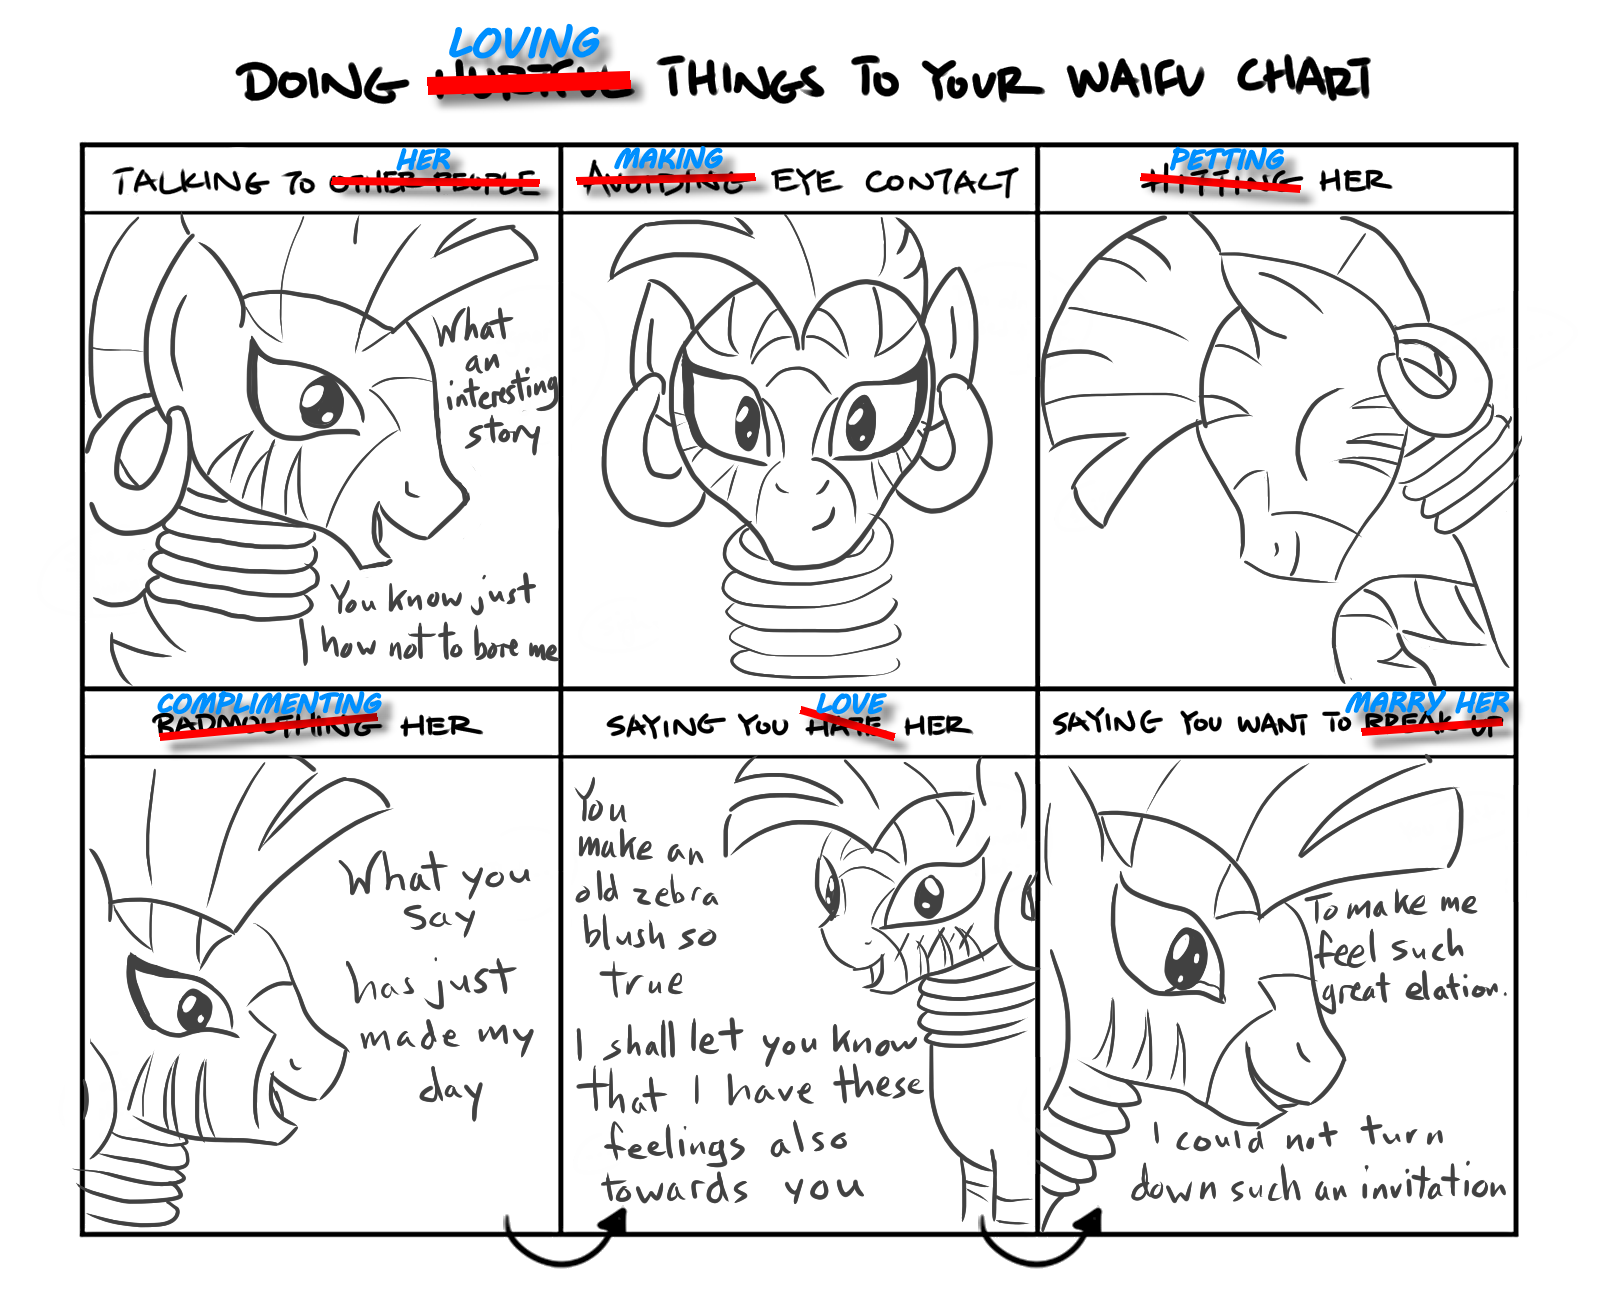 LOVING
DOING HURTFUL THINGS TO YOUR WAIFU CHART
HER
TALKING TO OTHER PEOPLE
MAKING
AVOIDING EYE CONTACT
PETTING
HITTING HER
What
an
interesting
story
You know just
how not to bore me
COMPLIMENTING
BADMOUTHING HER
LOVE
SAYING YOU HATE HER
MARRY HER
SAYING YOU WANT TO BREAK UP
What you
say
has just
made my
day
You
make an
old zebra
blush so
true
I shall let you know
that I have these
feelings also
towards you
To make me
feel such
great elation.
I could not turn
down such an invitation